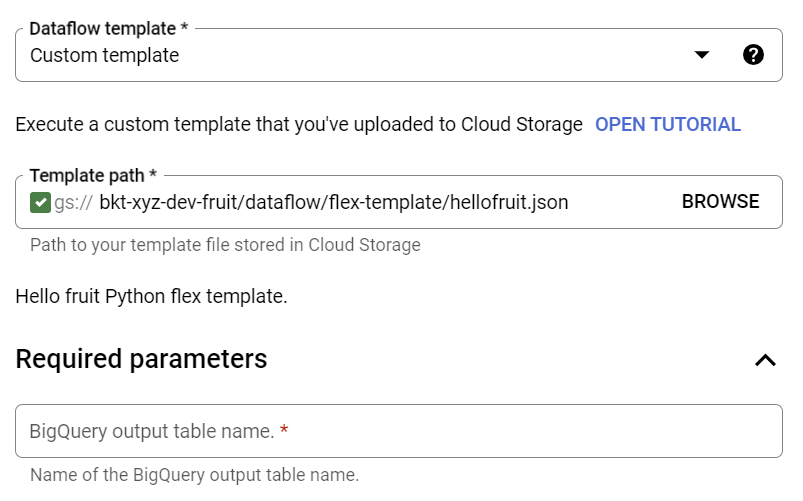 Dataflow template *
Custom template
Execute a custom template that you've uploaded to Cloud Storage OPEN TUTORIAL
Template path *
gs:// bkt-xyz-dev-fruit/dataflow/flex-template/hellofruit.json BROWSE
Path to your template file stored in Cloud Storage
Hello fruit Python flex template.
Required parameters
BigQuery output table name. *
Name of the BigQuery output table name.